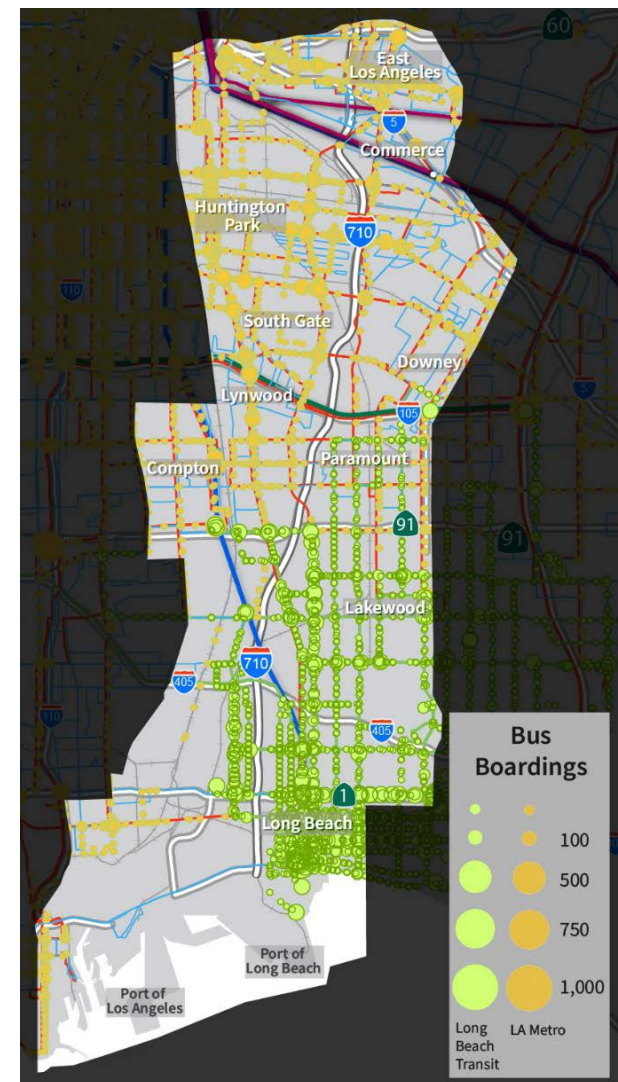 60
East
Los Angeles
5
Commerce
Huntington
Park
710
110
South Gate
Downey
5
Lynwood
105
Compton
Paramount
91
91
Lakewood
710
405
110
405
1
Long Beach
Port of
Long Beach
Port of
Los Angeles
Bus
Boardings
100
500
750
1,000
Long
Beach
Transit
LA Metro